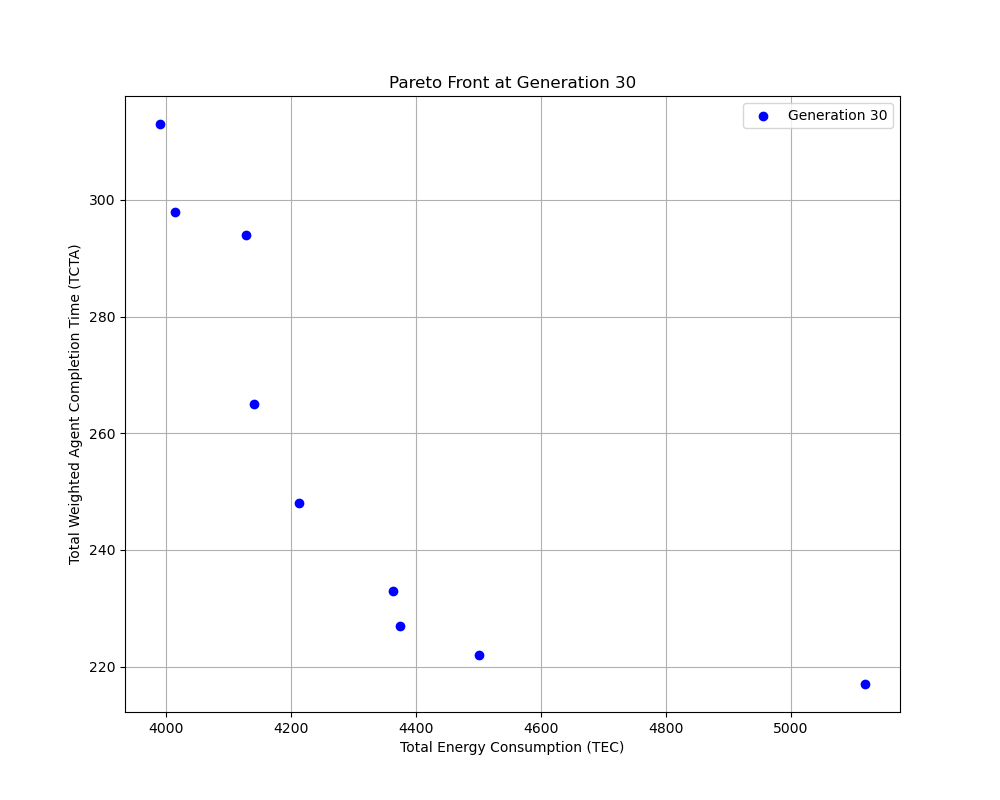 Pareto Front at Generation 30
Generation 30
Total Weighted Agent Completion Time (TCTA)
300
280
260
240
220
4000 4200 4400 4600 4800 5000
Total Energy Consumption (TEC)